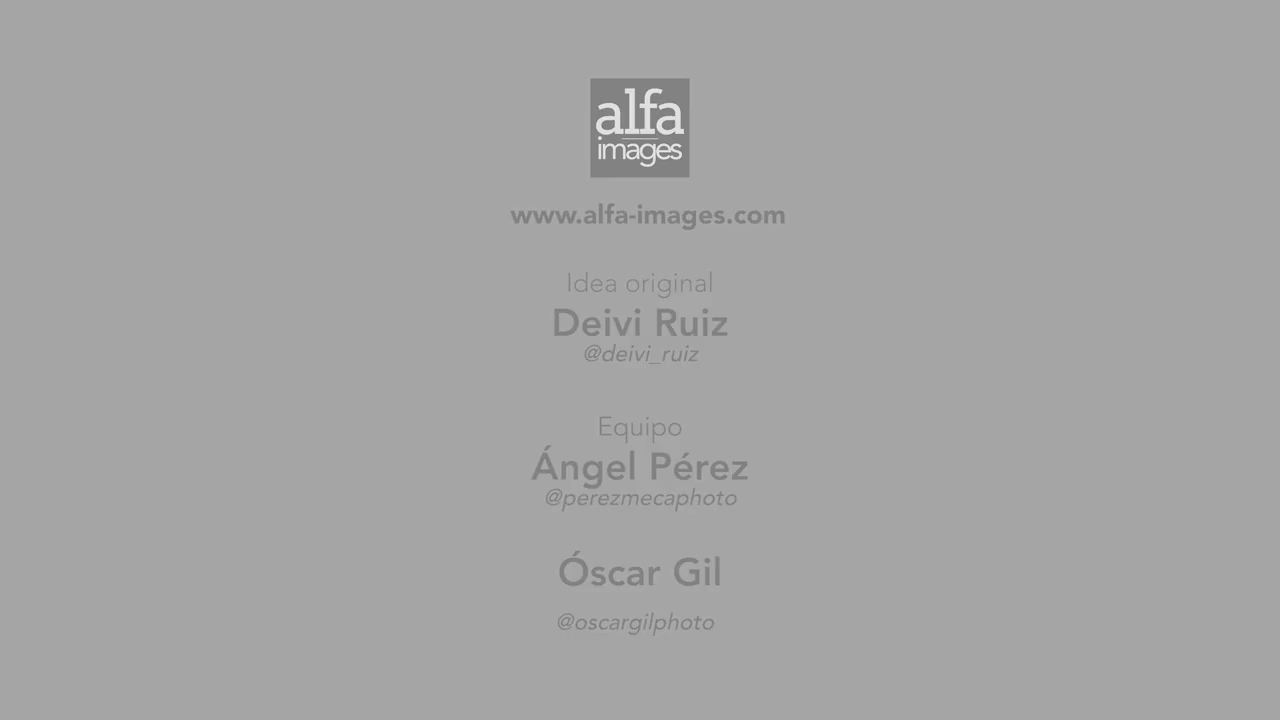 alfa
images
www.alfa-images.com
Idea original
Deivi Ruiz
@deivi_ruiz
Equipo
Ángel Pérez
@perezmecaphoto
Óscar Gil
@oscargilphoto